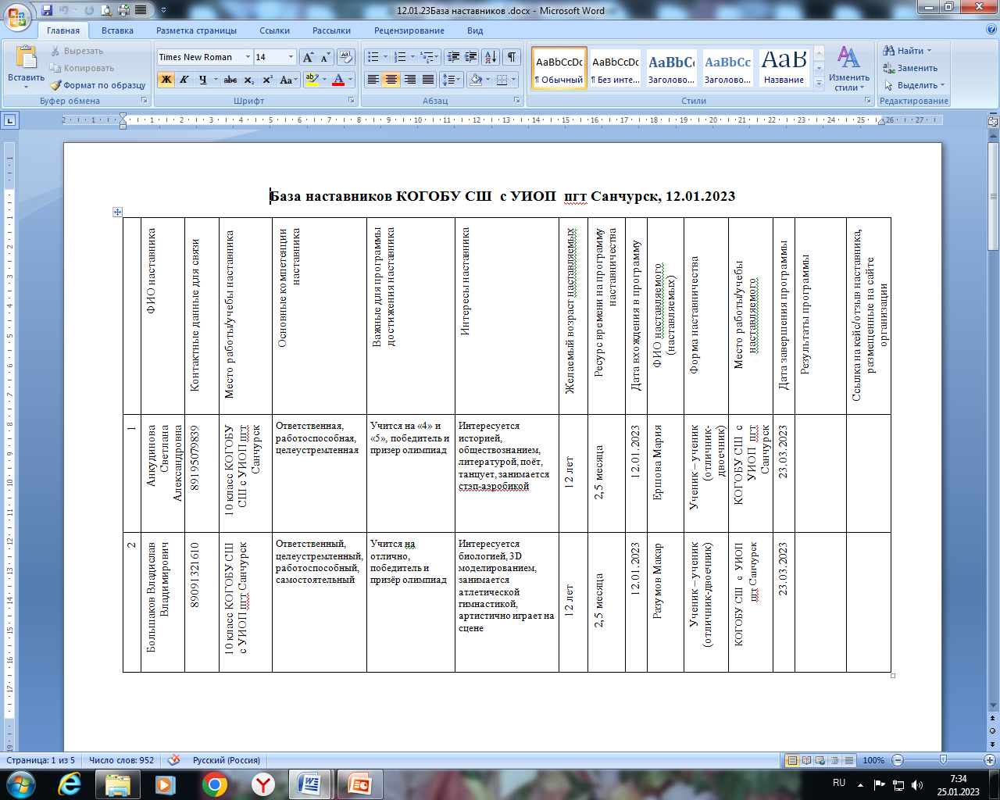 12.01.23База наставников .docx - Microsoft Word
Главная
Вставка
Разметка страницы
Ссылки
Рассылки
Рецензирование
Вид
Вставить
Вырезать
Копировать
Формат по образцу
Буфер обмена
Times New Roman
14
Шрифт
Абзац
AaBbCcDc
¶ Обычный
AaBbCcDc
¶ Без инте...
AaBbCc
Заголово...
AaBbCc
Заголово...
Название
Изменить
стили
Стили
Найти
Заменить
Выделить
Редактирование
База наставников КОГОБУ СШ с УИОП пгт Санчурск, 12.01.2023
ФИО наставника
Контактные данные для связи
Место работы/учебы наставника
Основные компетенции
наставника
Важные для программы
достижения наставника
Интересы наставника
Желаемый возраст наставляемых
Ресурс времени на программу
наставничества
Дата вхождения в программу
ФИО наставляемого
(наставляемых)
Форма наставничества
Место работы/учебы
наставляемого
Дата завершения программы
Результаты программы
Ссылка на кейс/отзыв наставника,
размещенные на сайте
организации
1
Анкудинова
Светлана
Александровна
89195079839
10 класс КОГОБУ
СШ с УИОП пгт
Санчурск
Ответственная,
работоспособная,
целеустремленная
Учится на «4» и
«5», победитель и
призер олимпиад
Интересуется
историей,
обществознанием,
литературой, поёт,
танцует, занимается
стэп-аэробикой
12 лет
2,5 месяца
12.01.2023
Ершова Мария
Ученик – ученик
(отличник-
двоечник)
КОГОБУ СШ с
УИОП пгт
Санчурск
23.03.2023
2
Большаков Владислав
Владимирович
89091321610
10 класс КОГОБУ СШ
с УИОП пгт Санчурск
Ответственный,
целеустремленный,
работоспособный,
самостоятельный
Учится на
отлично,
победитель и
призёр олимпиад
Интересуется
биологией, 3D
моделированием,
занимается
атлетической
гимнастикой,
артистично играет на
сцене
12 лет
2,5 месяца
12.01.2023
Разумов Макар
Ученик – ученик
(отличник-двоечник)
КОГОБУ СШ с УИОП
пгт Санчурск
23.03.2023
Страница: 1 из 5
Число слов: 952
Русский (Россия)
100%
RU
7:34
25.01.2023